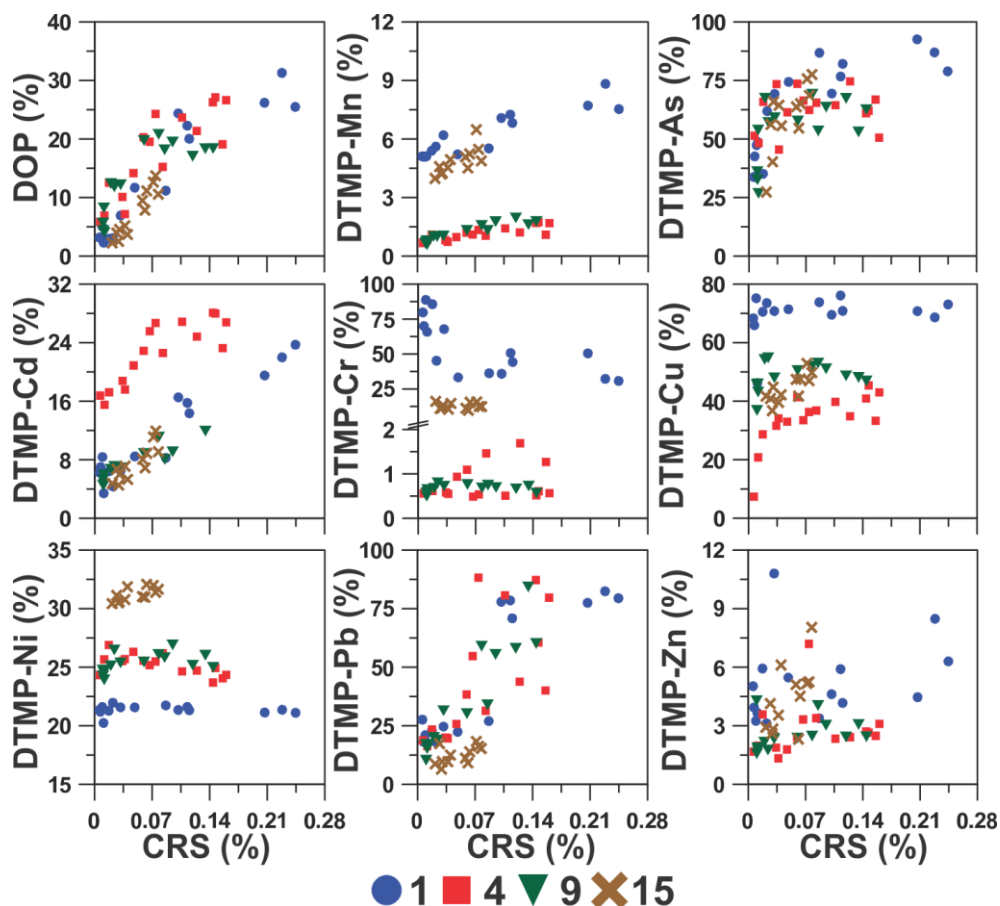 DOP (%)
40
30
20
10
0
DTMP-Mn (%)
12
9
6
3
0
DTMP-As (%)
100
75
50
25
0
DTMP-Cd (%)
32
24
16
8
0
DTMP-Cr (%)
100
75
50
25
2
1
0
DTMP-Cu (%)
80
60
40
20
0
DTMP-Ni (%)
35
30
25
20
15
DTMP-Pb (%)
100
75
50
25
0
DTMP-Zn (%)
12
9
6
3
0
0 0.07 0.14 0.21 0.28
CRS (%)
0 0.07 0.14 0.21 0.28
CRS (%)
0 0.07 0.14 0.21 0.28
CRS (%)
1 4 9 15